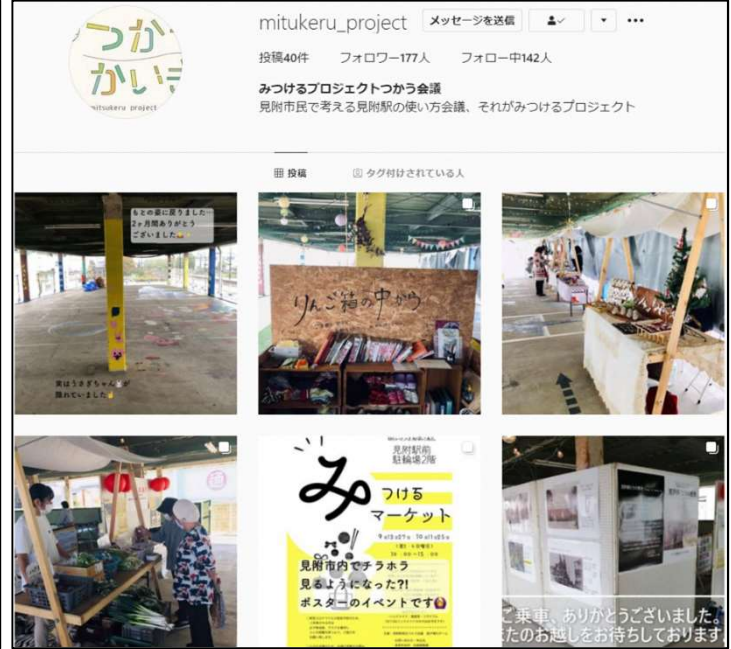 つか
かいぎ
mitsukeru project
mitukeru_project
メッセージを送信
投稿40件 フォロワー177人 フォロー中142人
みつけるプロジェクトつかう会議
見附市民で考える見附駅の使い方会議、それがみつけるプロジェクト
投稿
タグ付けされている人
もとの姿に戻りました…
2ヶ月間ありがとう
ございました
実はうさぎちゃん が
隠れていました
りんご箱の中から
見附駅前
駐輪場2階
みつける
マーケット
見附市内でチラホラ
見るようになった?!
ポスターのイベントです
ご乗車、ありがとうございました。
またのお越しをお待ちしております